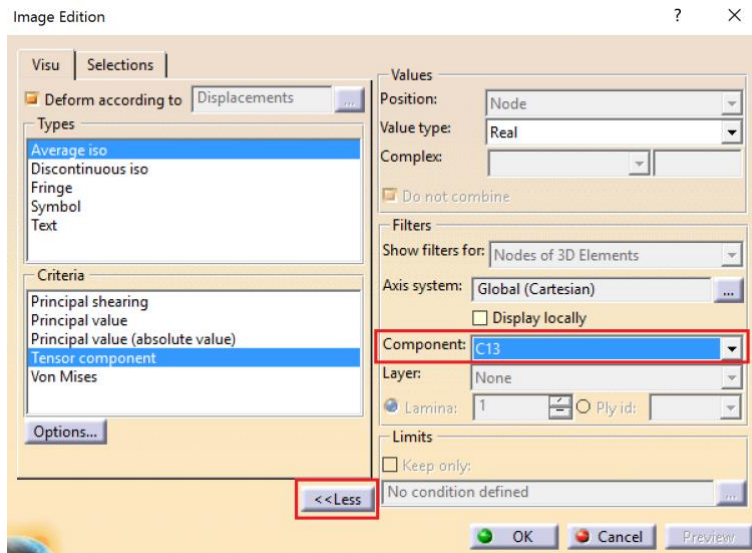 Image Edition
? ×
Visu
Selections
Deform according to Displacements ...
Types
Average iso
Discontinuous iso
Fringe
Symbol
Text
Criteria
Principal shearing
Principal value
Principal value (absolute value)
Tensor component
Von Mises
Options...
<<Less
Values
Position: Node
Value type: Real
Complex:
Do not combine
Filters
Show filters for: Nodes of 3D Elements
Axis system: Global (Cartesian) ...
Display locally
Component: C13
Layer: None
Lamina: 1 Ply id:
Limits
Keep only:
No condition defined ...
OK Cancel Preview